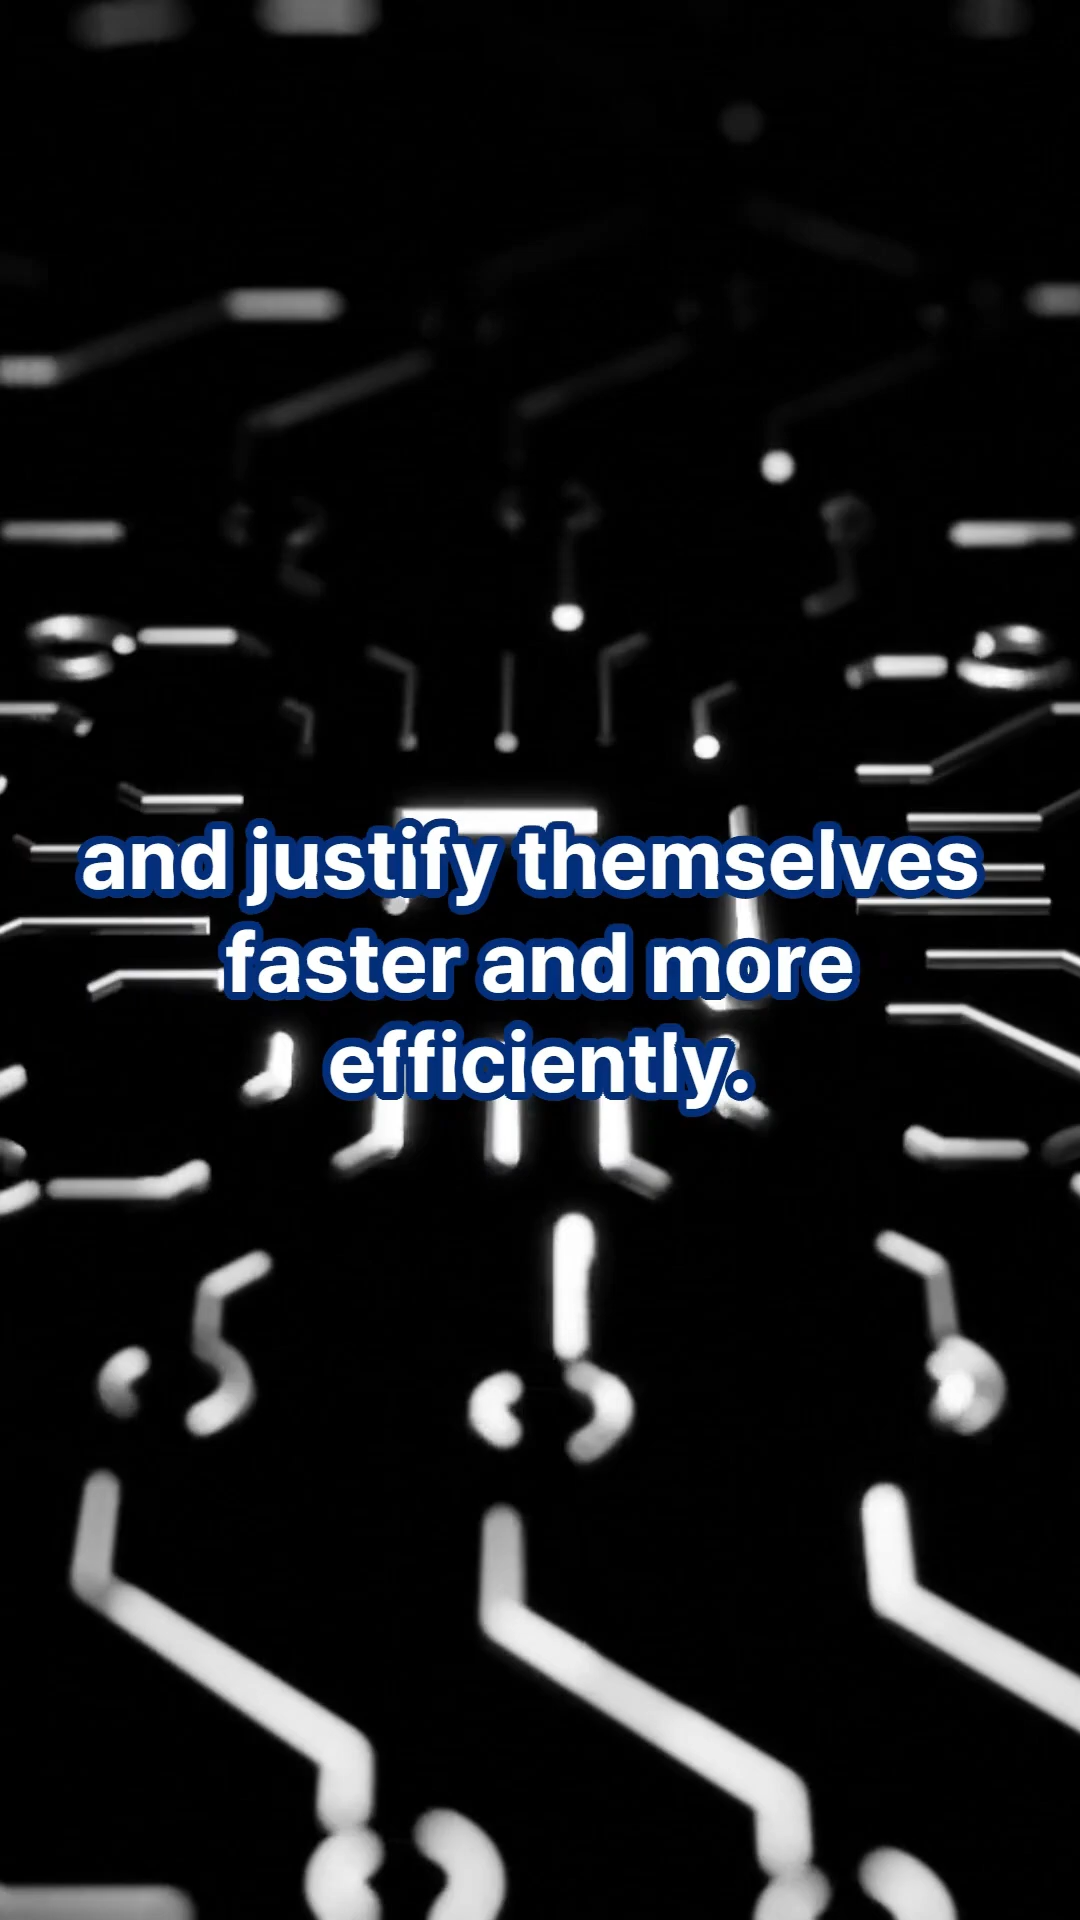 and justify themselves
faster and more
efficiently.